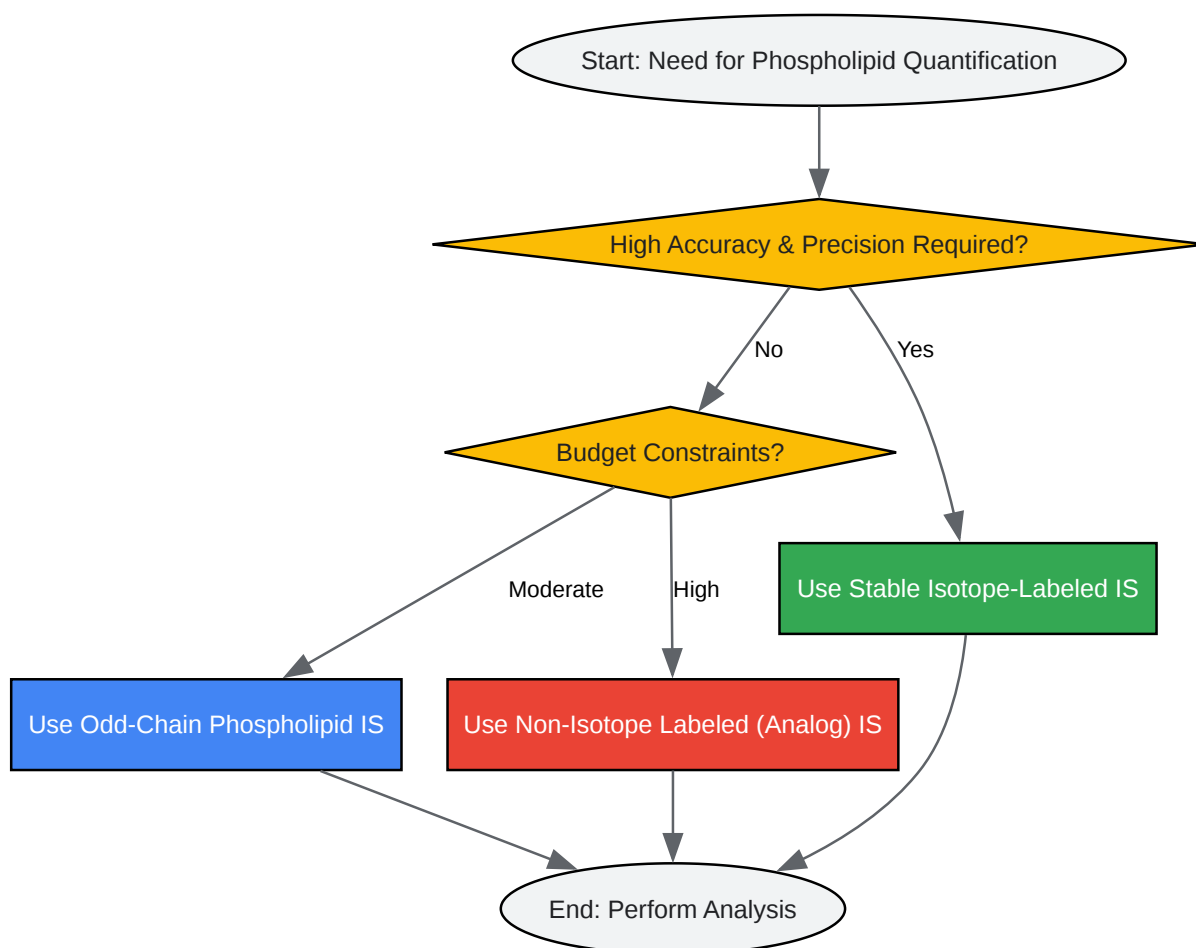 Start: Need for Phospholipid Quantification
High Accuracy & Precision Required?
No
Yes
Budget Constraints?
Moderate
High
Use Stable Isotope-Labeled IS
Use Odd-Chain Phospholipid IS
Use Non-Isotope Labeled (Analog) IS
End: Perform Analysis